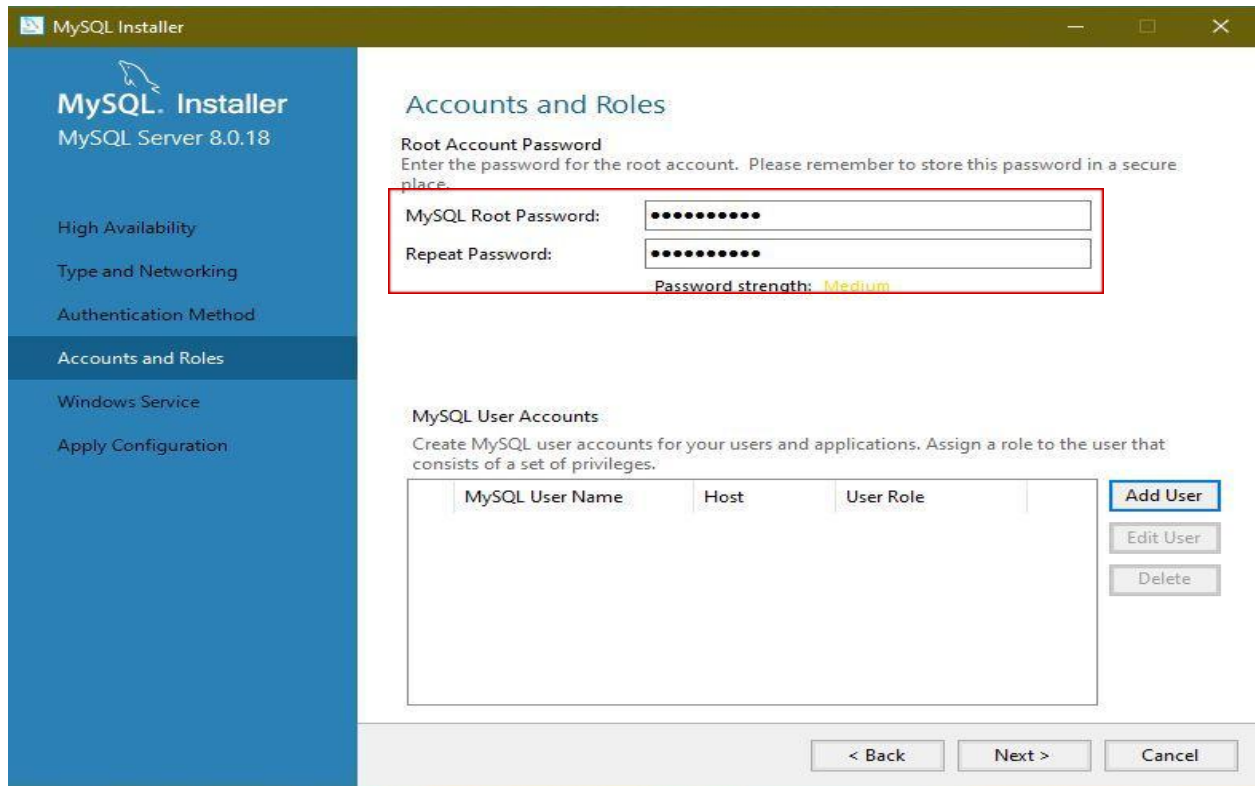 MySQL Installer
MySQL. Installer
MySQL Server 8.0.18
High Availability
Type and Networking
Authentication Method
Accounts and Roles
Windows Service
Apply Configuration
Accounts and Roles
Root Account Password
Enter the password for the root account. Please remember to store this password in a secure
place.
MySQL Root Password: ●●●●●●●●●●
Repeat Password: ●●●●●●●●●●
Password strength: Medium
MySQL User Accounts
Create MySQL user accounts for your users and applications. Assign a role to the user that
consists of a set of privileges.
MySQL User Name Host User Role
Add User
Edit User
Delete
< Back Next > Cancel